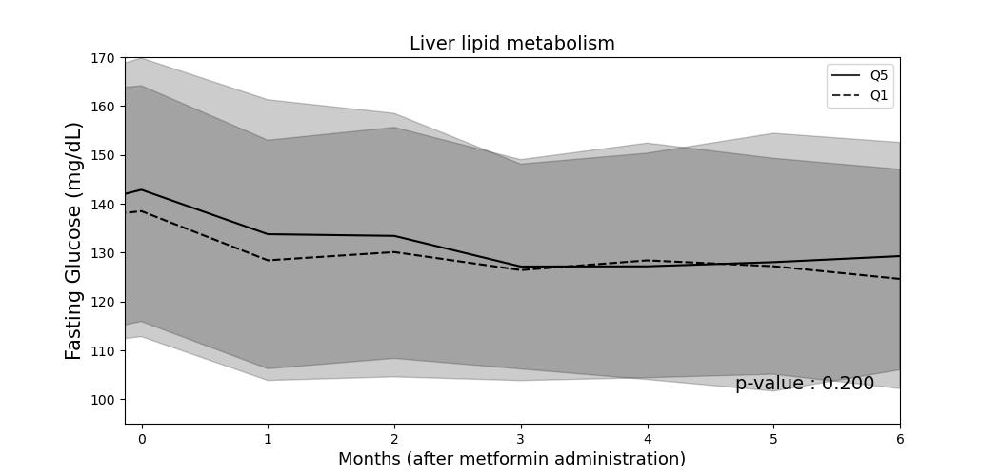 Liver lipid metabolism
Fasting Glucose (mg/dL)
170
160
150
140
130
120
110
100
Q5
Q1
p-value : 0.200
0 1 2 3 4 5 6
Months (after metformin administration)